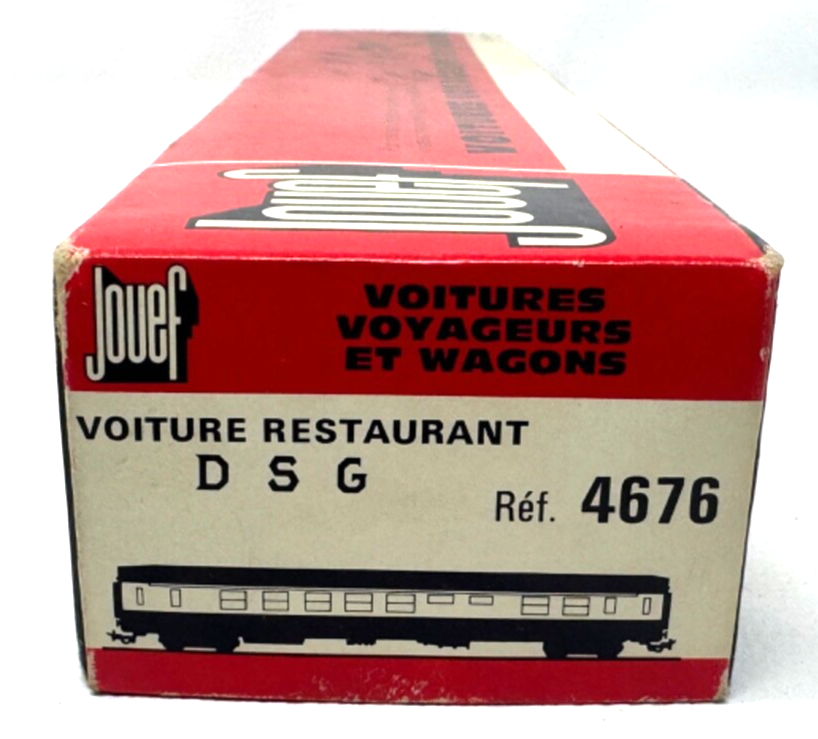 Jouef
Jouef
VOITURES
VOYAGEURS
ET WAGONS
VOITURE RESTAURANT
D S G
Réf. 4676